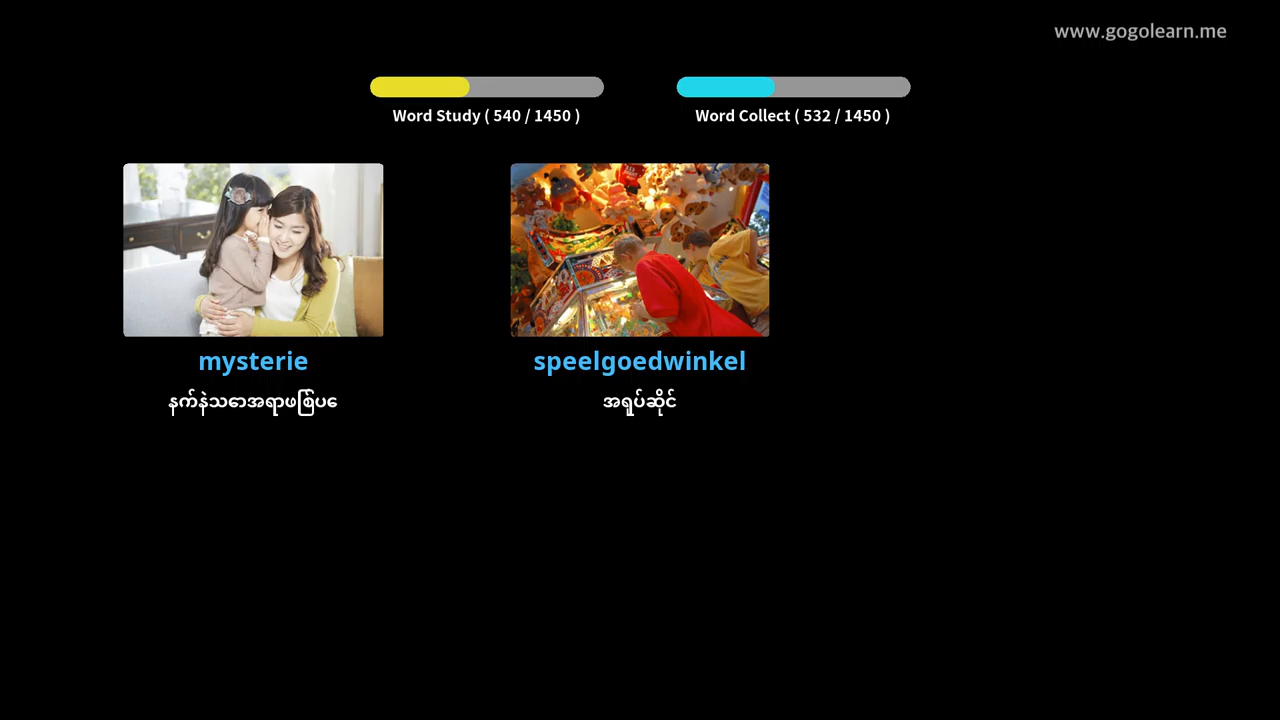 www.gogolearn.me
Word Study ( 540 / 1450 )
Word Collect ( 532 / 1450 )
mysterie
speelgoedwinkel
နက်နဲသောအရာဖြစ်ပေ
အရုပ်ဆိုင်